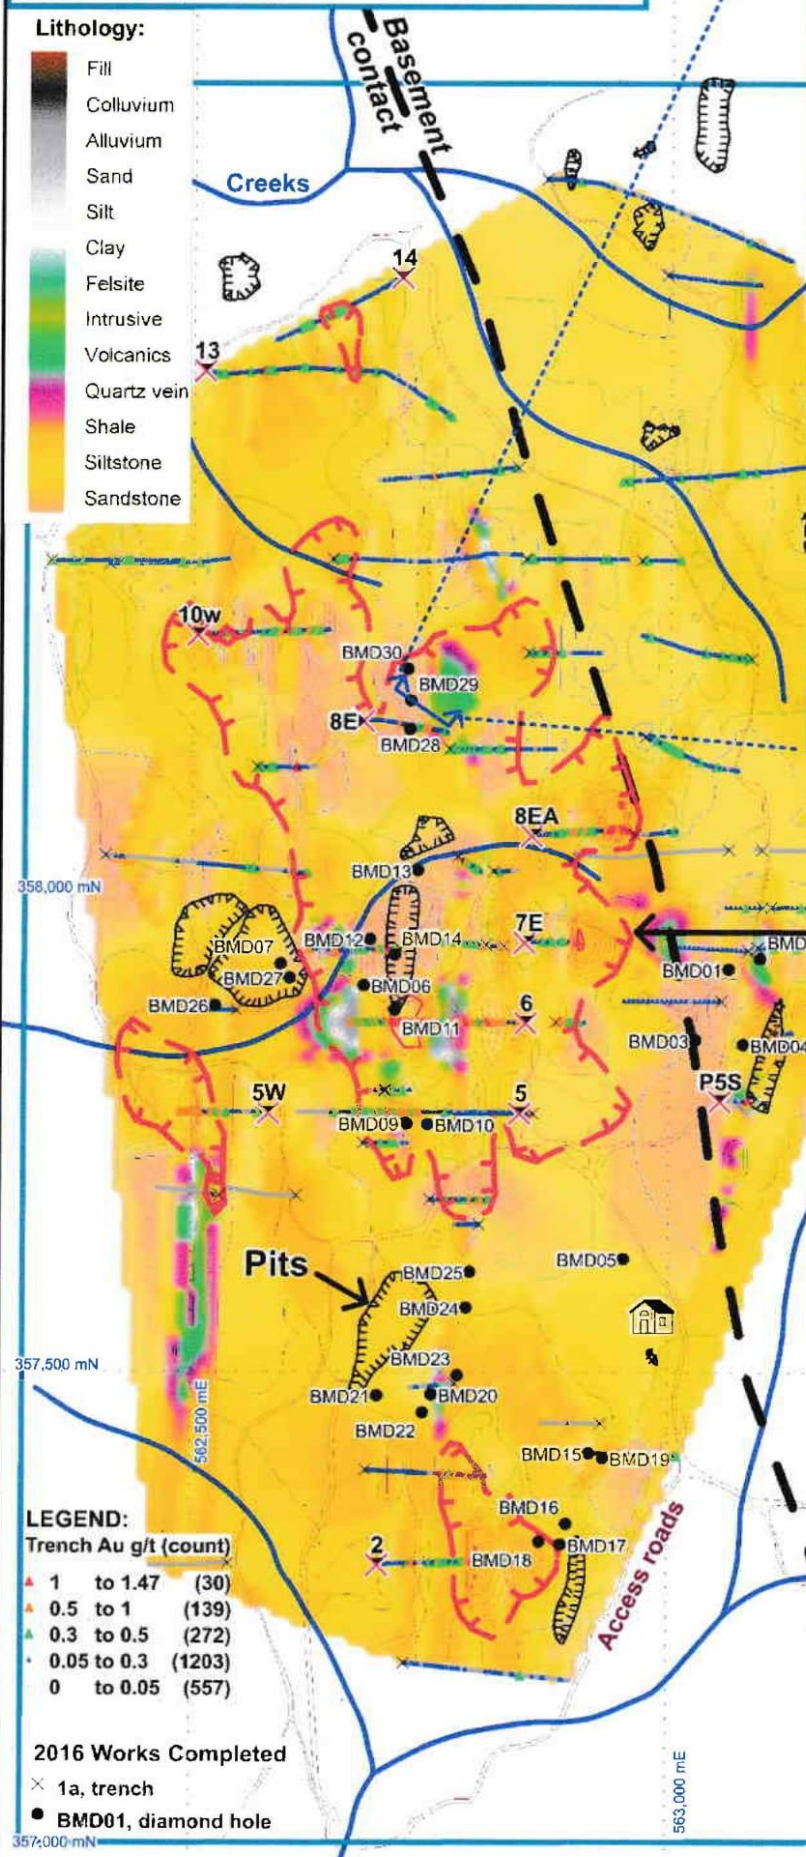 Lithology:
Fill
Colluvium
Alluvium
Sand
Silt
Clay
Felsite
Intrusive
Volcanics
Quartz vein
Shale
Siltstone
Sandstone
Basement
contact
Creeks
14
13
10w
BMD30
BMD29
8E
BMD28
8EA
BMD13
358,000 mN
7E
BMD07
BMD12
BMD14
BMD
BMD27
BMD01
BMD06
BMD26
BMD11
6
BMD03
BMD04
P5S
5W
5
BMD09
BMD10
Pits
BMD25
BMD05
BMD24
BMD23
357,500 mN
BMD21
BMD20
BMD22
562,500 mE
BMD15
BMD19
BMD16
BMD17
BMD18
2
Access roads
LEGEND:
Trench Au g/t (count)
1 to 1.47 (30)
0.5 to 1 (139)
0.3 to 0.5 (272)
0.05 to 0.3 (1203)
0 to 0.05 (557)
2016 Works Completed
1a, trench
BMD01, diamond hole
563,000 mE
357,000 mN